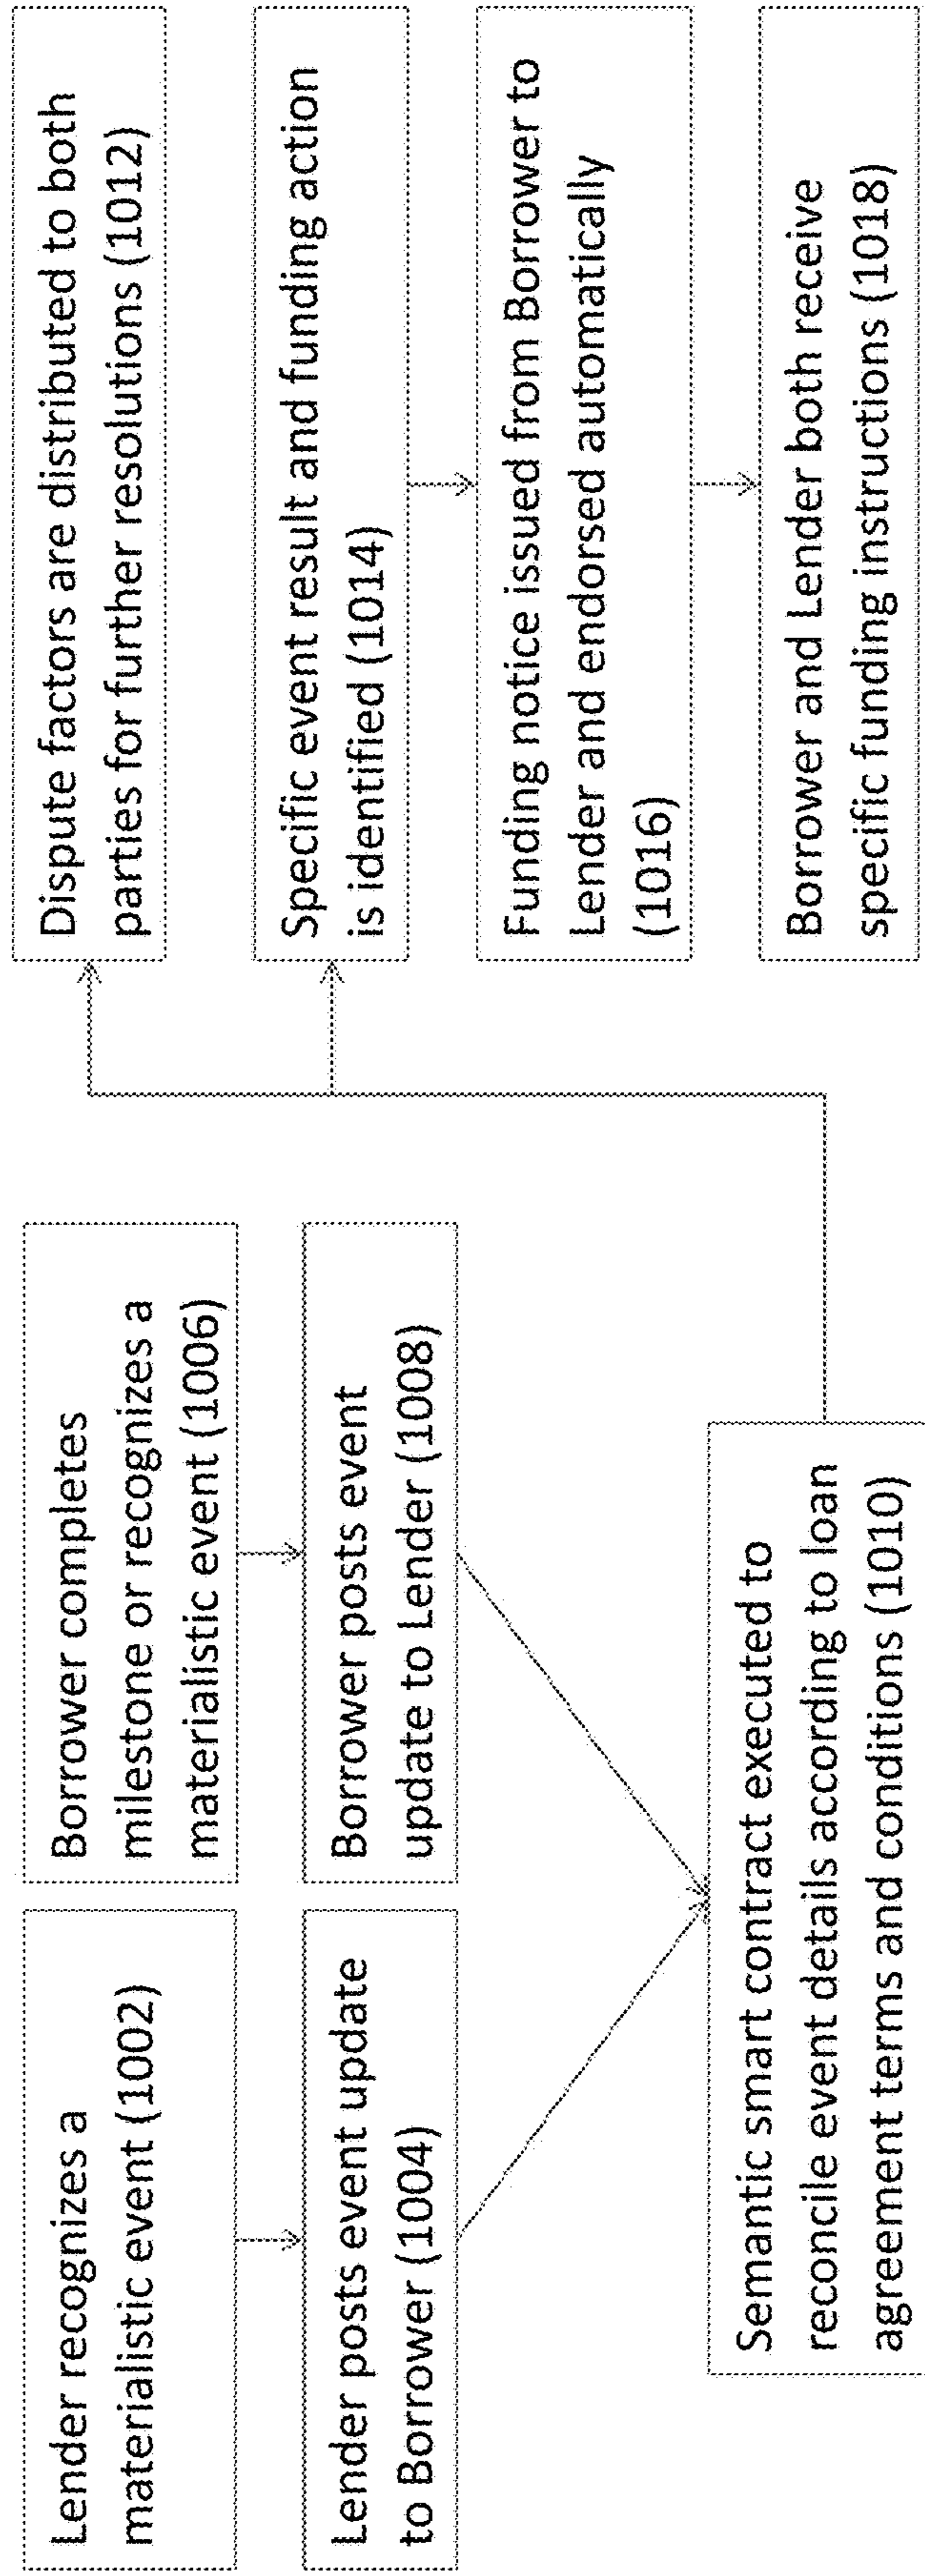 Lender recognizes a
materialistic event (1002)
Lender posts event update
to Borrower (1004)
Borrower completes
milestone or recognizes a
materialistic event (1006)
Borrower posts event
update to Lender (1008)
Semantic smart contract executed to
reconcile event details according to loan
agreement terms and conditions (1010)
Dispute factors are distributed to both
parties for further resolutions (1012)
Specific event result and funding action
is identified (1014)
Funding notice issued from Borrower to
Lender and endorsed automatically
(1016)
Borrower and Lender both receive
specific funding instructions (1018)